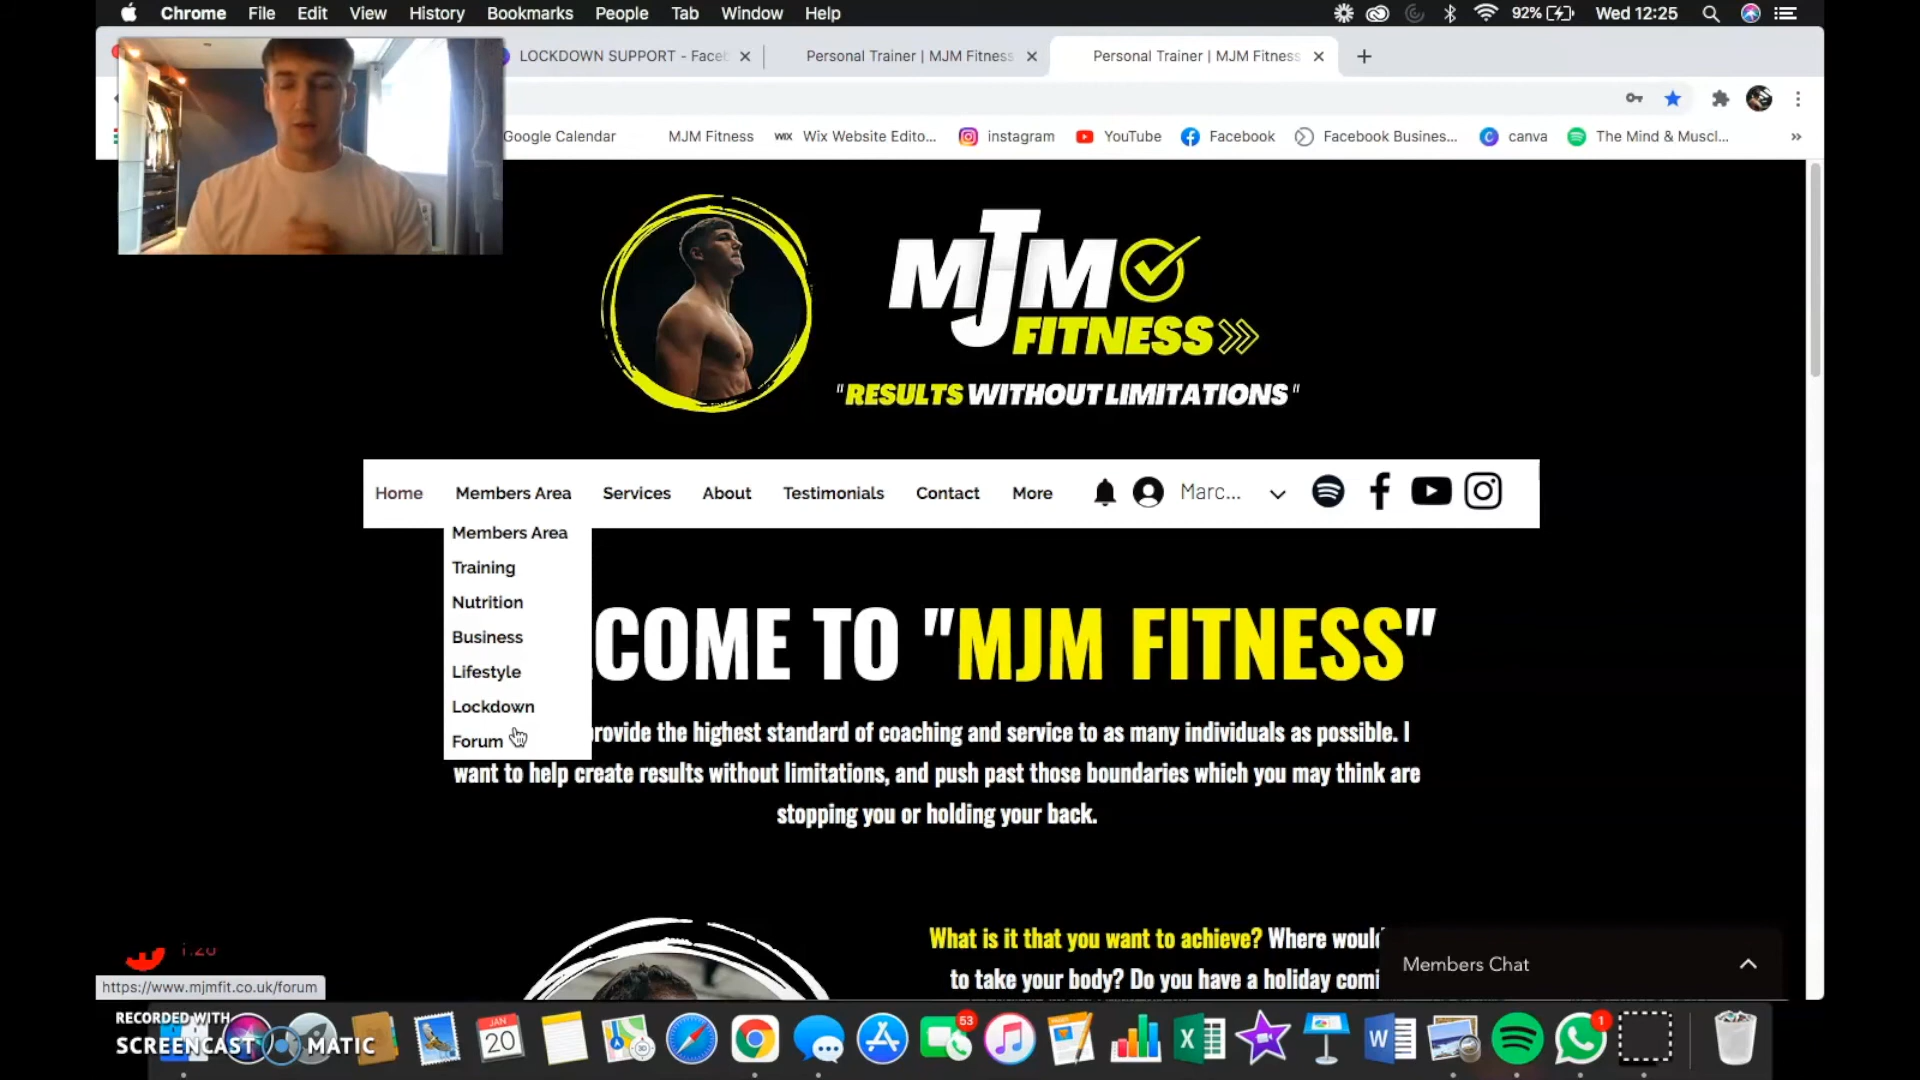 Chrome File Edit View History Bookmarks People Tab Window Help 92% Wed 12:25
LOCKDOWN SUPPORT - Face
Personal Trainer | MJM Fitness
Personal Trainer | MJM Fitness
Google Calendar MJM Fitness WIX Wix Website Edito... instagram YouTube Facebook Facebook Busines... canva The Mind & Muscl...
MJM
FITNESS
"RESULTS WITHOUT LIMITATIONS"
Home Members Area Services About Testimonials Contact More Marc...
Members Area
Training
Nutrition
Business
Lifestyle
Lockdown
Forum
COME TO "MJM FITNESS"
rovide the highest standard of coaching and service to as many individuals as possible. I
want to help create results without limitations, and push past those boundaries which you may think are
stopping you or holding your back.
What is it that you want to achieve? Where would
to take your body? Do you have a holiday comi
Members Chat
https://www.mjmfit.co.uk/forum
RECORDED WITH
SCREENCAST MATIC
JAN
20
53
1